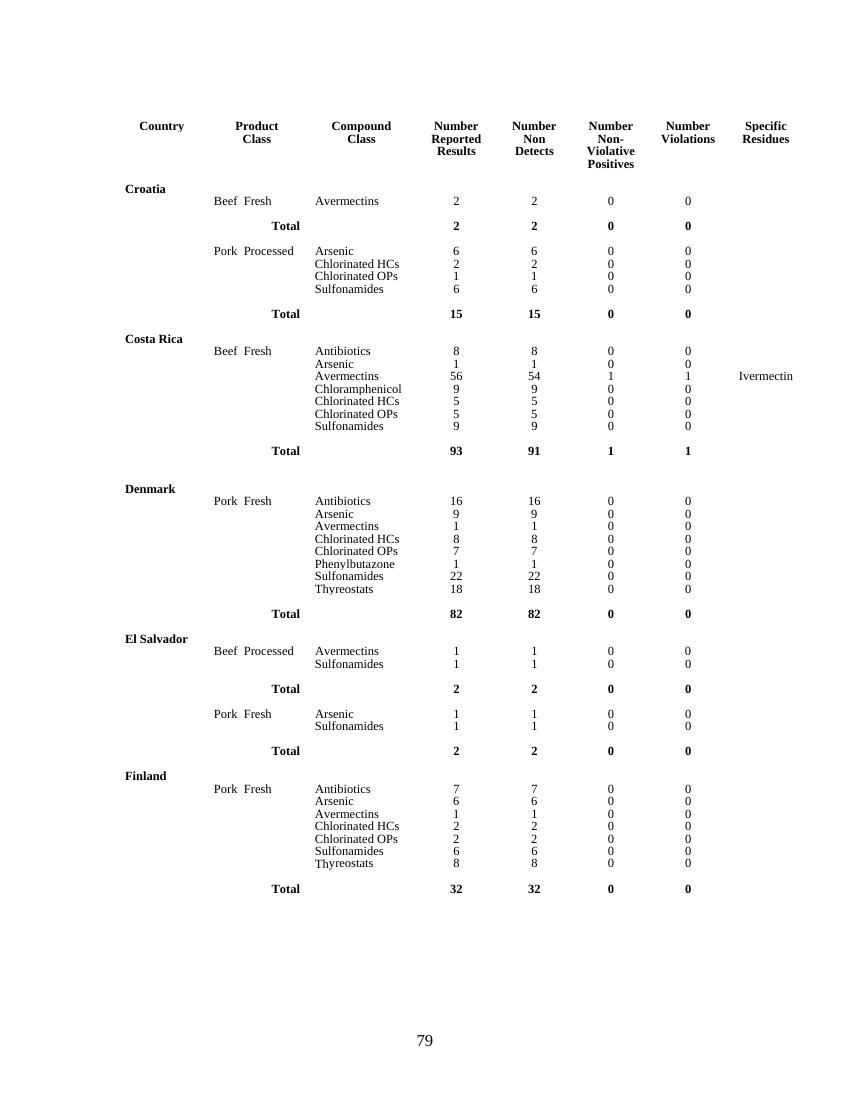 Country Product Compound Number Number Number Number Specific
Class Class Reported Non Non- Violations Residues
Results Detects Violative
Positives
Croatia
Beef Fresh Avermectins 2 2 0 0
Total 2 2 0 0
Pork Processed Arsenic 6 6 0 0
Chlorinated HCs 2 2 0 0
Chlorinated OPs 1 1 0 0
Sulfonamides 6 6 0 0
Total 15 15 0 0
Costa Rica
Beef Fresh Antibiotics 8 8 0 0
Arsenic 1 1 0 0
Avermectins 56 54 1 1 Ivermectin
Chloramphenicol 9 9 0 0
Chlorinated HCs 5 5 0 0
Chlorinated OPs 5 5 0 0
Sulfonamides 9 9 0 0
Total 93 91 1 1
Denmark
Pork Fresh Antibiotics 16 16 0 0
Arsenic 9 9 0 0
Avermectins 1 1 0 0
Chlorinated HCs 8 8 0 0
Chlorinated OPs 7 7 0 0
Phenylbutazone 1 1 0 0
Sulfonamides 22 22 0 0
Thyreostats 18 18 0 0
Total 82 82 0 0
El Salvador
Beef Processed Avermectins 1 1 0 0
Sulfonamides 1 1 0 0
Total 2 2 0 0
Pork Fresh Arsenic 1 1 0 0
Sulfonamides 1 1 0 0
Total 2 2 0 0
Finland
Pork Fresh Antibiotics 7 7 0 0
Arsenic 6 6 0 0
Avermectins 1 1 0 0
Chlorinated HCs 2 2 0 0
Chlorinated OPs 2 2 0 0
Sulfonamides 6 6 0 0
Thyreostats 8 8 0 0
Total 32 32 0 0
79